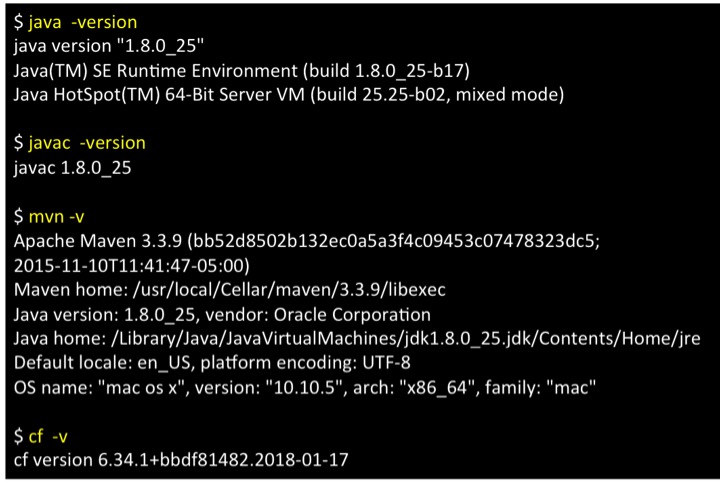 $ java  -version
java version "1.8.0_25"
Java(TM) SE Runtime Environment (build 1.8.0_25-b17)
Java HotSpot(TM) 64-Bit Server VM (build 25.25-b02, mixed mode)
$ javac  -version
javac 1.8.0_25
$ mvn -v
Apache Maven 3.3.9 (bb52d8502b132ec0a5a3f4c09453c07478323dc5;
2015-11-10T11:41:47-05:00)
Maven home: /usr/local/Cellar/maven/3.3.9/libexec
Java version: 1.8.0_25, vendor: Oracle Corporation
Java home: /Library/Java/JavaVirtualMachines/jdk1.8.0_25.jdk/Contents/Home/jre
Default locale: en_US, platform encoding: UTF-8
OS name: "mac os x", version: "10.10.5", arch: "x86_64", family: "mac"
$ cf  -v
cf version 6.34.1+bbdf81482.2018-01-17